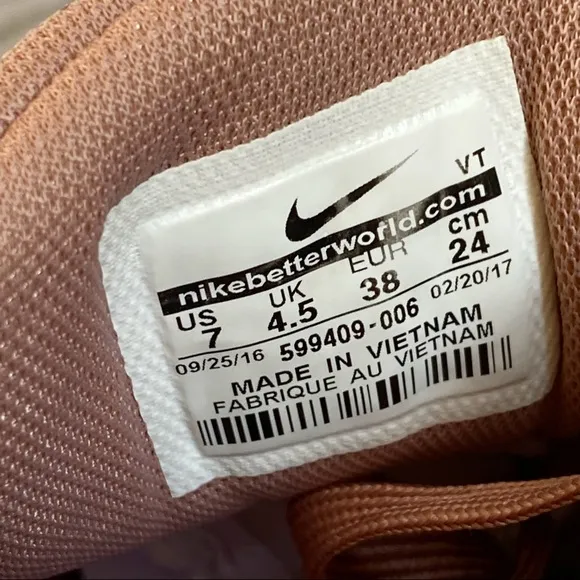 VT
nikebetterworld.com
US UK EUR cm
7 4.5 38 24
09/25/16 599409-006 02/20/17
MADE IN VIETNAM
FABRIQUE AU VIETNAM